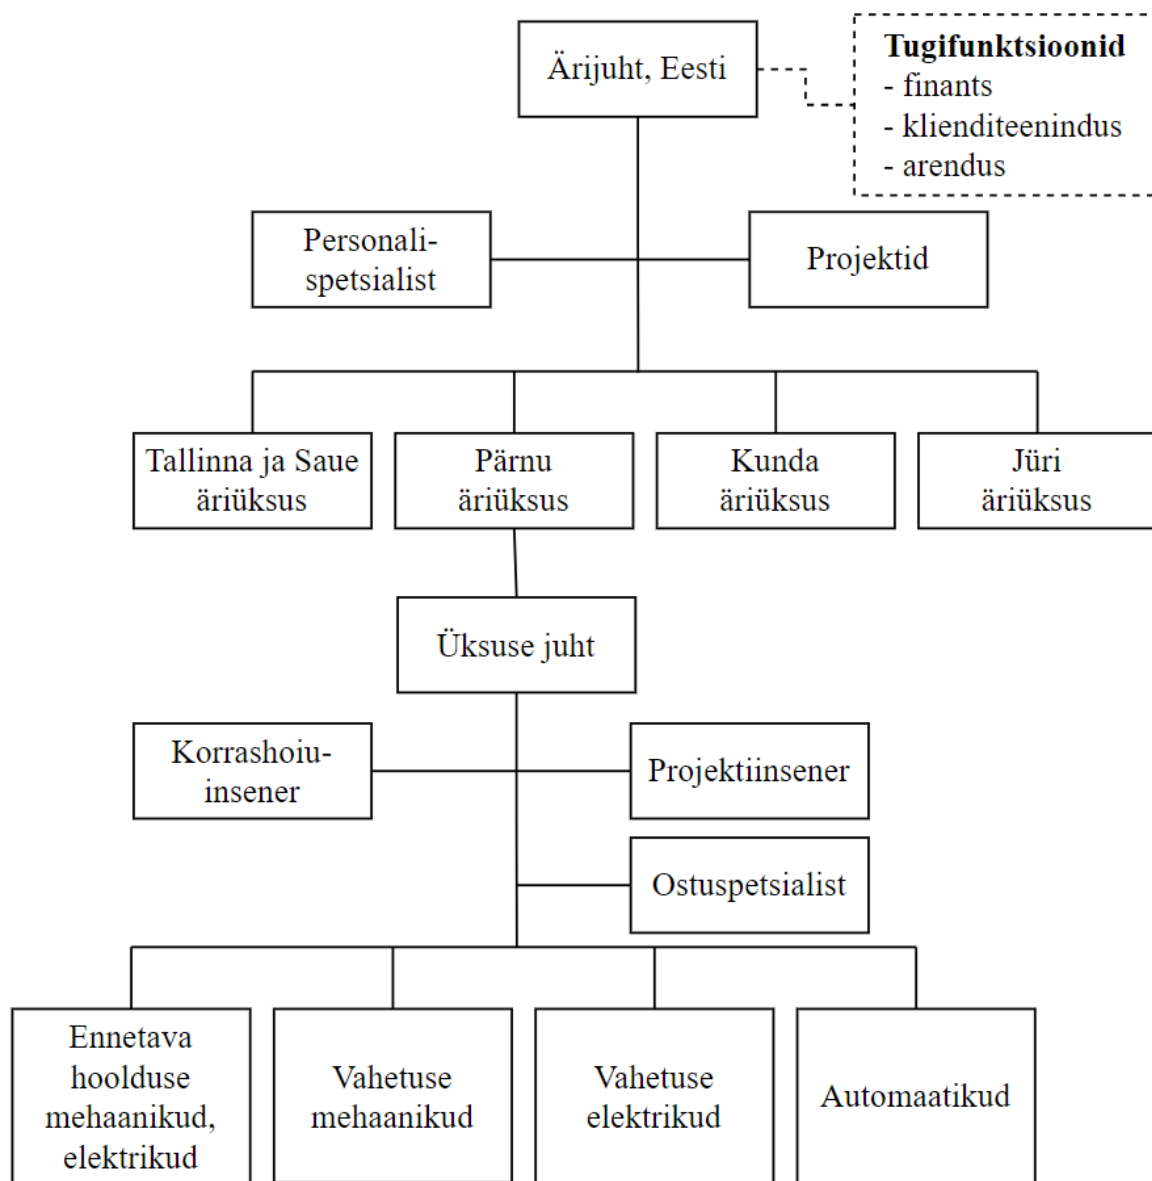 Ärijuht, Eesti
Tugifunktsioonid
- finants
- klienditeenindus
- arendus
Personali-
spetsialist
Projektid
Tallinna ja Saue
äriüksus
Pärnu
äriüksus
Kunda
äriüksus
Jüri
äriüksus
Üksuse juht
Korrashoiu-
insener
Projektiinsener
Ostuspetsialist
Ennetava
hoolduse
mehaanikud,
elektrikud
Vahetuse
mehaanikud
Vahetuse
elektrikud
Automaatikud